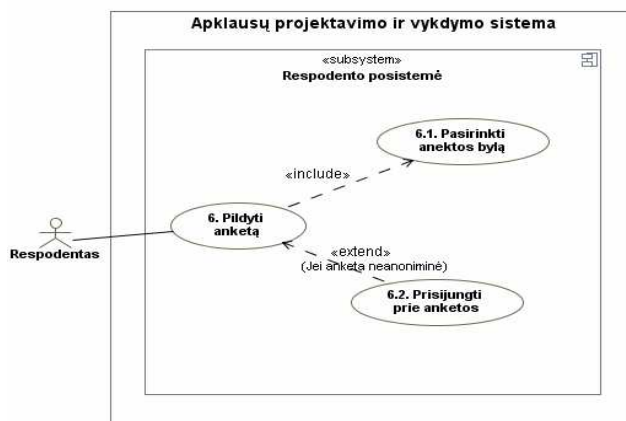 Apklausų projektavimo ir vykdymo sistema
«subsystem»
Respodento posistemė
6.1. Pasirinkti
anektos bylą
«include»
6. Pildyti
anketą
Respodentas
«extend»
(Jei anketa neanoniminė)
6.2. Prisijungti
prie anketos